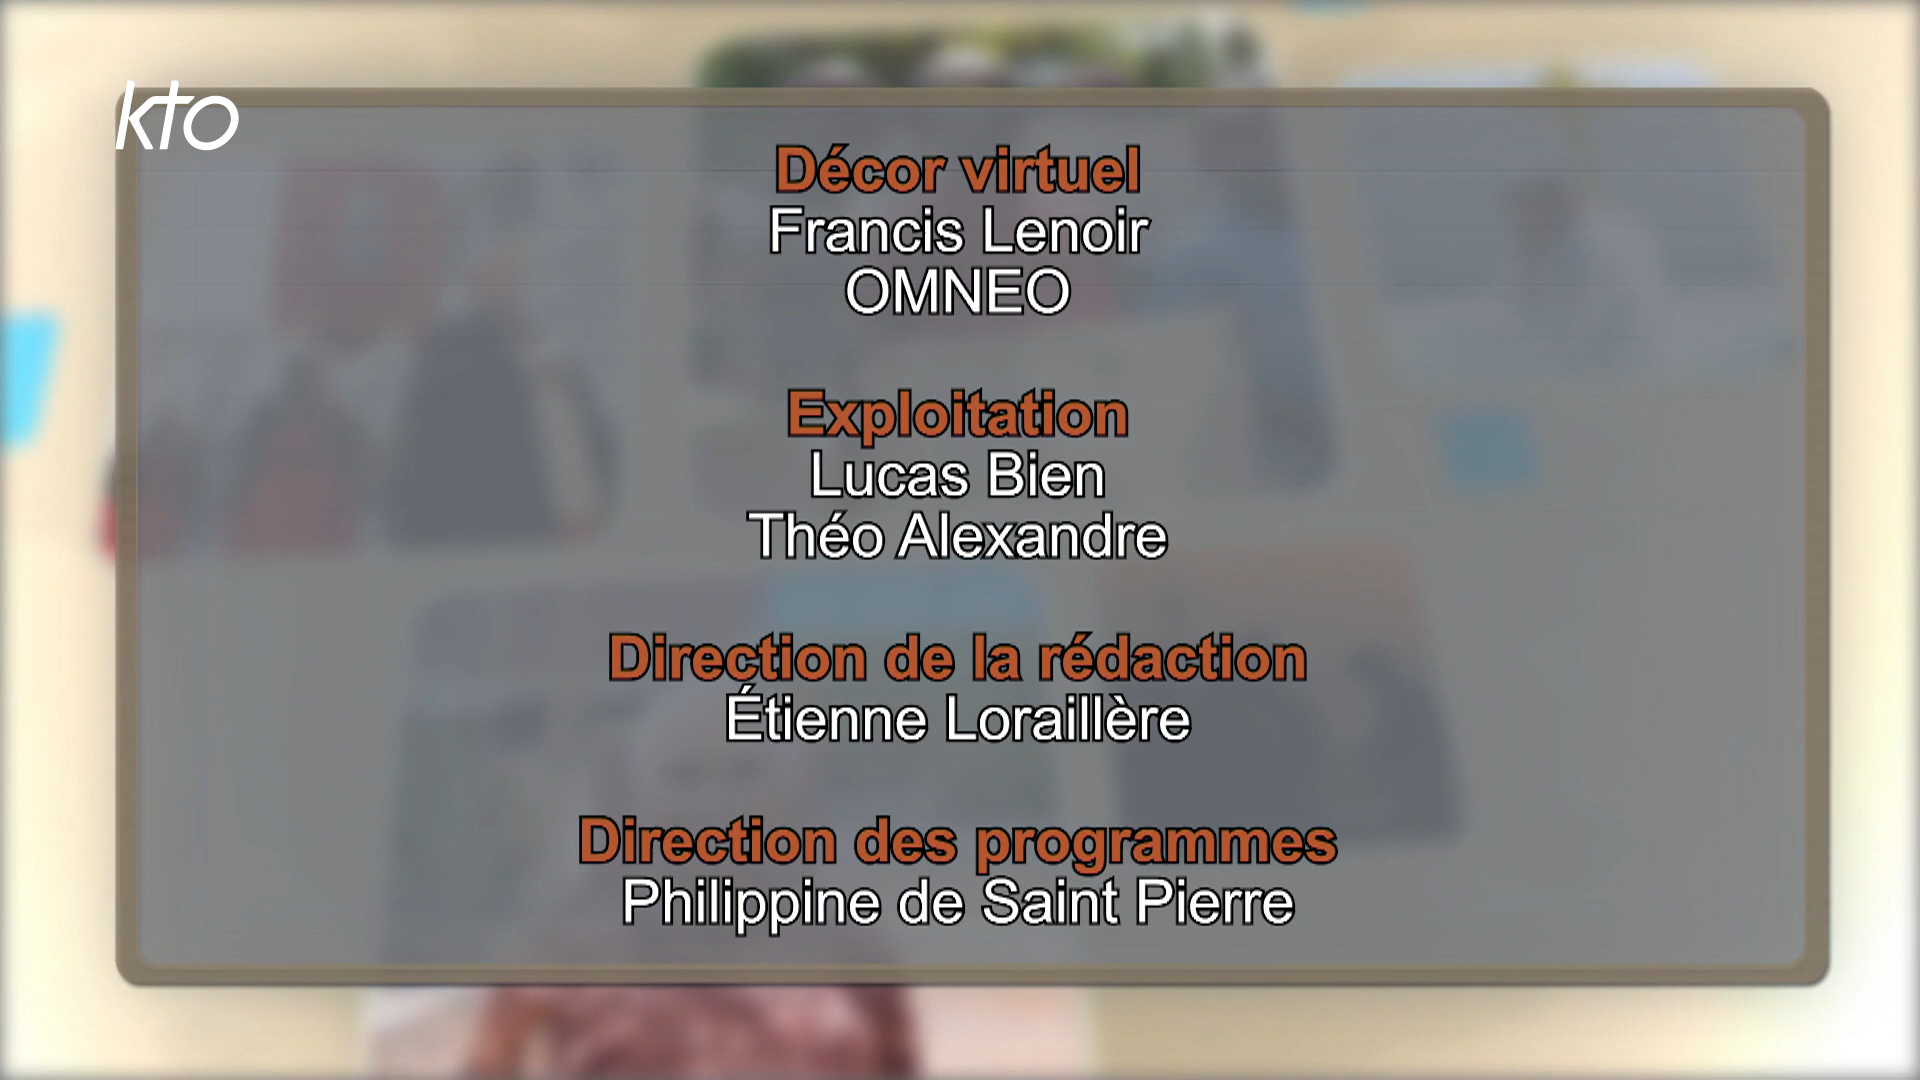 kto
Décor virtuel
Francis Lenoir
OMNEO
Exploitation
Lucas Bien
Théo Alexandre
Direction de la rédaction
Étienne Loraillère
Direction des programmes
Philippine de Saint Pierre